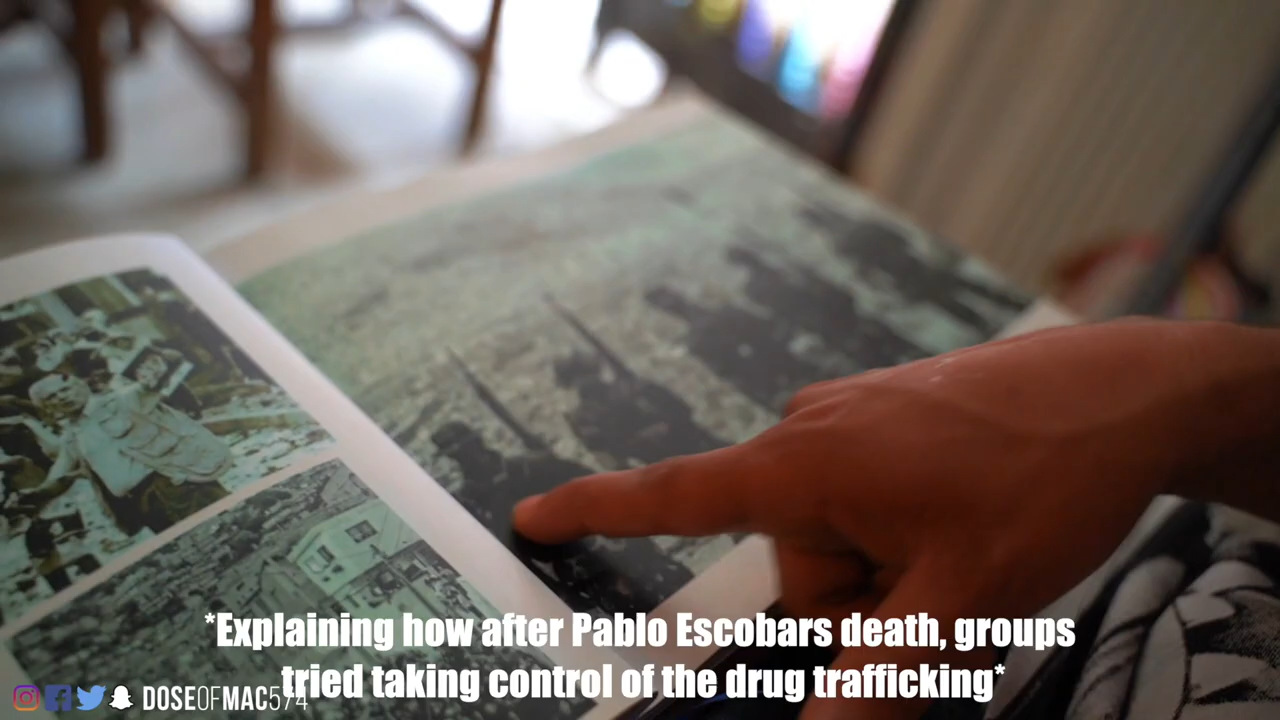 *Explaining how after Pablo Escobars death, groups
tried taking control of the drug trafficking*
DOSEOFMAC574